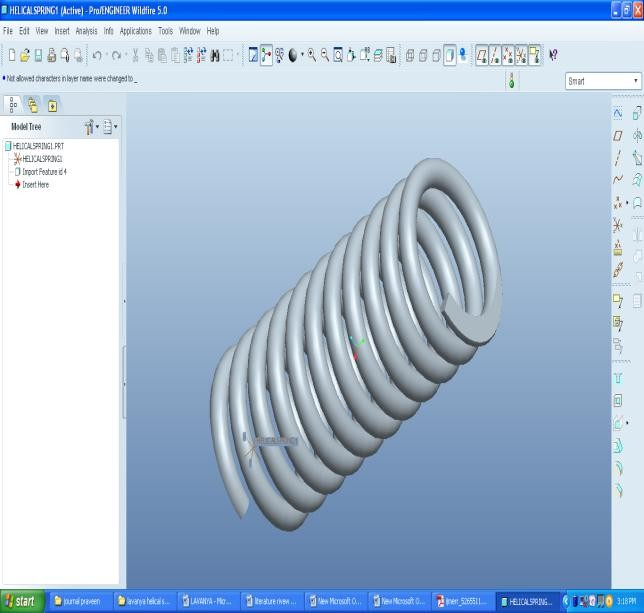 HELICALSPRING1 (Active) - Pro/ENGINEER Wildfire 5.0
File Edit View Insert Analysis Info Applications Tools Window Help
Not allowed characters in layer name were changed to _
Smart
Model Tree
HELICALSPRING1.PRT
HELICALSPRING1
Import Feature id 4
Insert Here
HELICALSPRING1
start
journal praveen
lavanya helical s...
LAVANYA - Micr...
literature rivew ...
New Microsoft O...
New Microsoft O...
HELICALSPRING...
3:18 PM